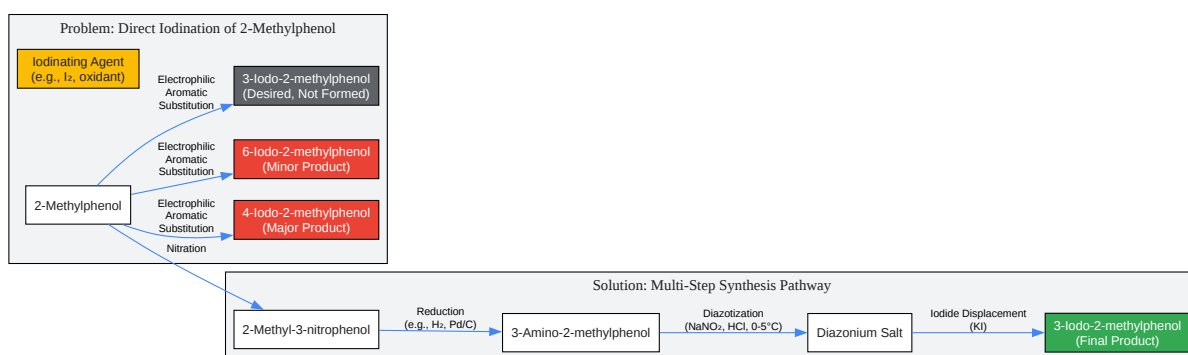 Problem: Direct Iodination of 2-Methylphenol
Iodinating Agent
(e.g., I₂, oxidant)
Electrophilic
Aromatic
Substitution
3-Iodo-2-methylphenol
(Desired, Not Formed)
Electrophilic
Aromatic
Substitution
6-Iodo-2-methylphenol
(Minor Product)
2-Methylphenol
Electrophilic
Aromatic
Substitution
4-Iodo-2-methylphenol
(Major Product)
Nitration
Solution: Multi-Step Synthesis Pathway
2-Methyl-3-nitrophenol
Reduction
(e.g., H₂, Pd/C)
3-Amino-2-methylphenol
Diazotization
(NaNO₂, HCl, 0-5°C)
Diazonium Salt
Iodide Displacement
(KI)
3-Iodo-2-methylphenol
(Final Product)